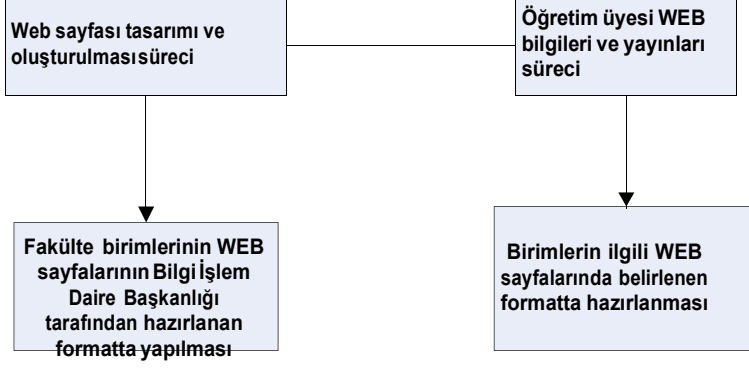 Web sayfası tasarımı ve
oluşturulması süreci
Öğretim üyesi WEB
bilgileri ve yayınları
süreci
Fakülte birimlerinin WEB
sayfalarının Bilgi İşlem
Daire Başkanlığı
tarafından hazırlanan
formatta yapılması
Birimlerin ilgili WEB
sayfalarında belirlenen
formatta hazırlanması